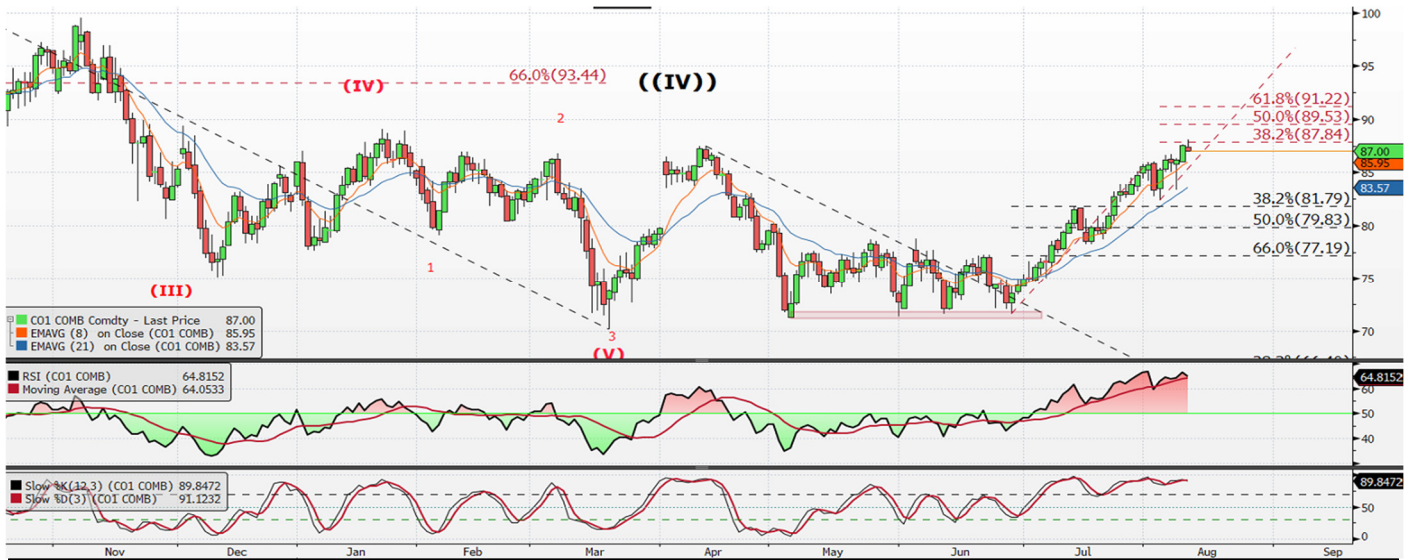 100
95
90
85
80
75
70
66.0%(93.44)
((IV))
(IV)
2
1
(III)
3
(V)
61.8%(91.22)
50.0%(89.53)
38.2%(87.84)
87.00
85.95
83.57
38.2%(81.79)
50.0%(79.83)
66.0%(77.19)
CO1 COMB Comdty - Last Price 87.00
EMAVG (8) on Close (CO1 COMB) 85.95
EMAVG (21) on Close (CO1 COMB) 83.57
RSI (CO1 COMB) 64.8152
Moving Average (CO1 COMB) 64.0533
64.8152
60
50
40
Slow %K(12,3) (CO1 COMB) 89.8472
Slow %D(3) (CO1 COMB) 91.1232
89.8472
50
0
Nov Dec Jan Feb Mar Apr May Jun Jul Aug Sep